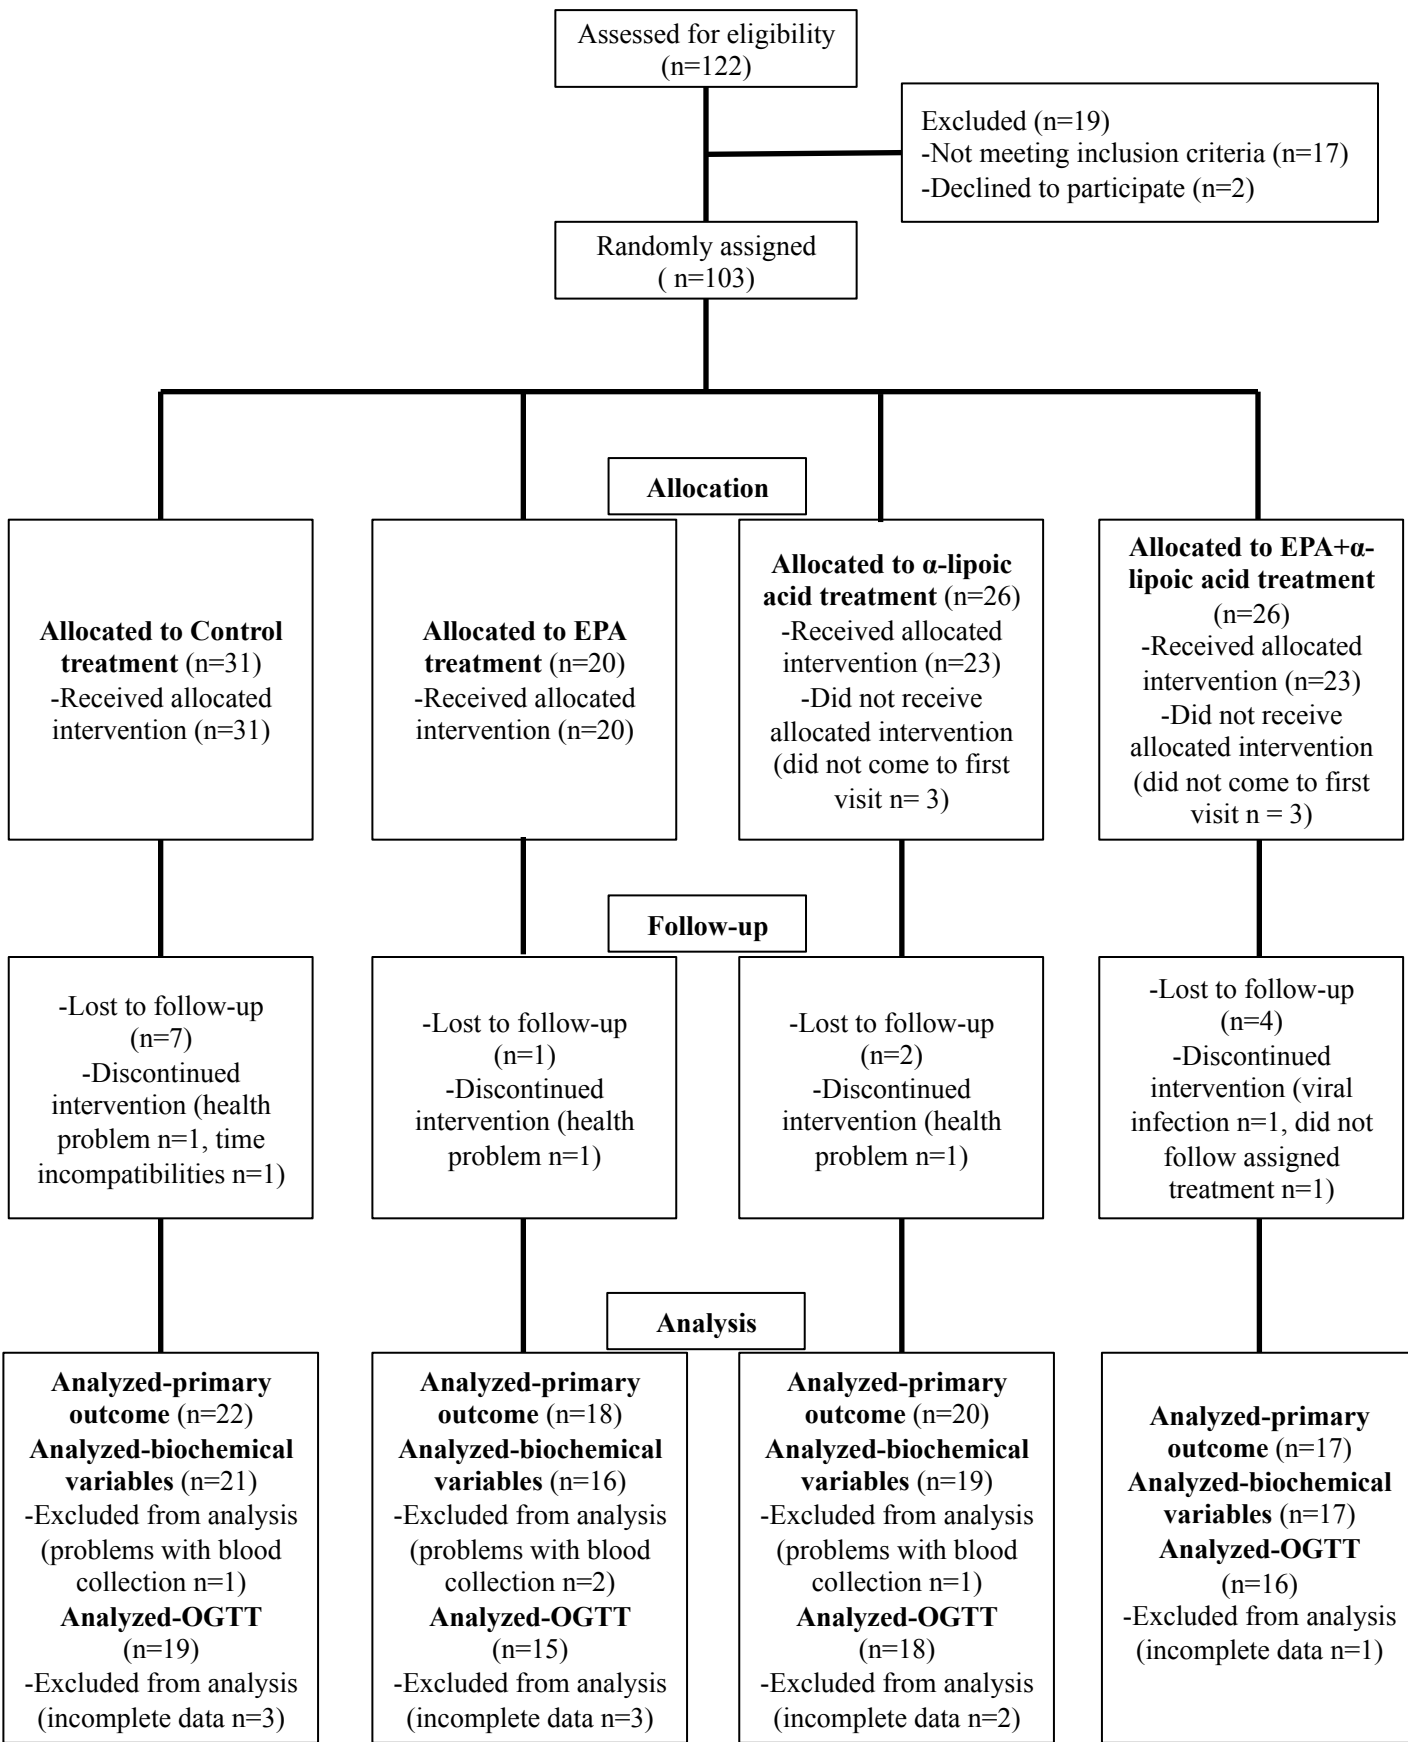 Assessed for eligibility
(n=122)
Excluded (n=19)
-Not meeting inclusion criteria (n=17)
-Declined to participate (n=2)
Randomly assigned
( n=103)
Allocation
Allocated to Control
treatment (n=31)
-Received allocated
intervention (n=31)
Allocated to EPA
treatment (n=20)
-Received allocated
intervention (n=20)
Allocated to α-lipoic
acid treatment (n=26)
-Received allocated
intervention (n=23)
-Did not receive
allocated intervention
(did not come to first
visit n= 3)
Allocated to EPA+α-
lipoic acid treatment
(n=26)
-Received allocated
intervention (n=23)
-Did not receive
allocated intervention
(did not come to first
visit n = 3)
Follow-up
-Lost to follow-up
(n=7)
-Discontinued
intervention (health
problem n=1, time
incompatibilities n=1)
-Lost to follow-up
(n=1)
-Discontinued
intervention (health
problem n=1)
-Lost to follow-up
(n=2)
-Discontinued
intervention (health
problem n=1)
-Lost to follow-up
(n=4)
-Discontinued
intervention (viral
infection n=1, did not
follow assigned
treatment n=1)
Analysis
Analyzed-primary
outcome (n=22)
Analyzed-biochemical
variables (n=21)
-Excluded from analysis
(problems with blood
collection n=1)
Analyzed-OGTT
(n=19)
-Excluded from analysis
(incomplete data n=3)
Analyzed-primary
outcome (n=18)
Analyzed-biochemical
variables (n=16)
-Excluded from analysis
(problems with blood
collection n=2)
Analyzed-OGTT
(n=15)
-Excluded from analysis
(incomplete data n=3)
Analyzed-primary
outcome (n=20)
Analyzed-biochemical
variables (n=19)
-Excluded from analysis
(problems with blood
collection n=1)
Analyzed-OGTT
(n=18)
-Excluded from analysis
(incomplete data n=2)
Analyzed-primary
outcome (n=17)
Analyzed-biochemical
variables (n=17)
Analyzed-OGTT
(n=16)
-Excluded from analysis
(incomplete data n=1)